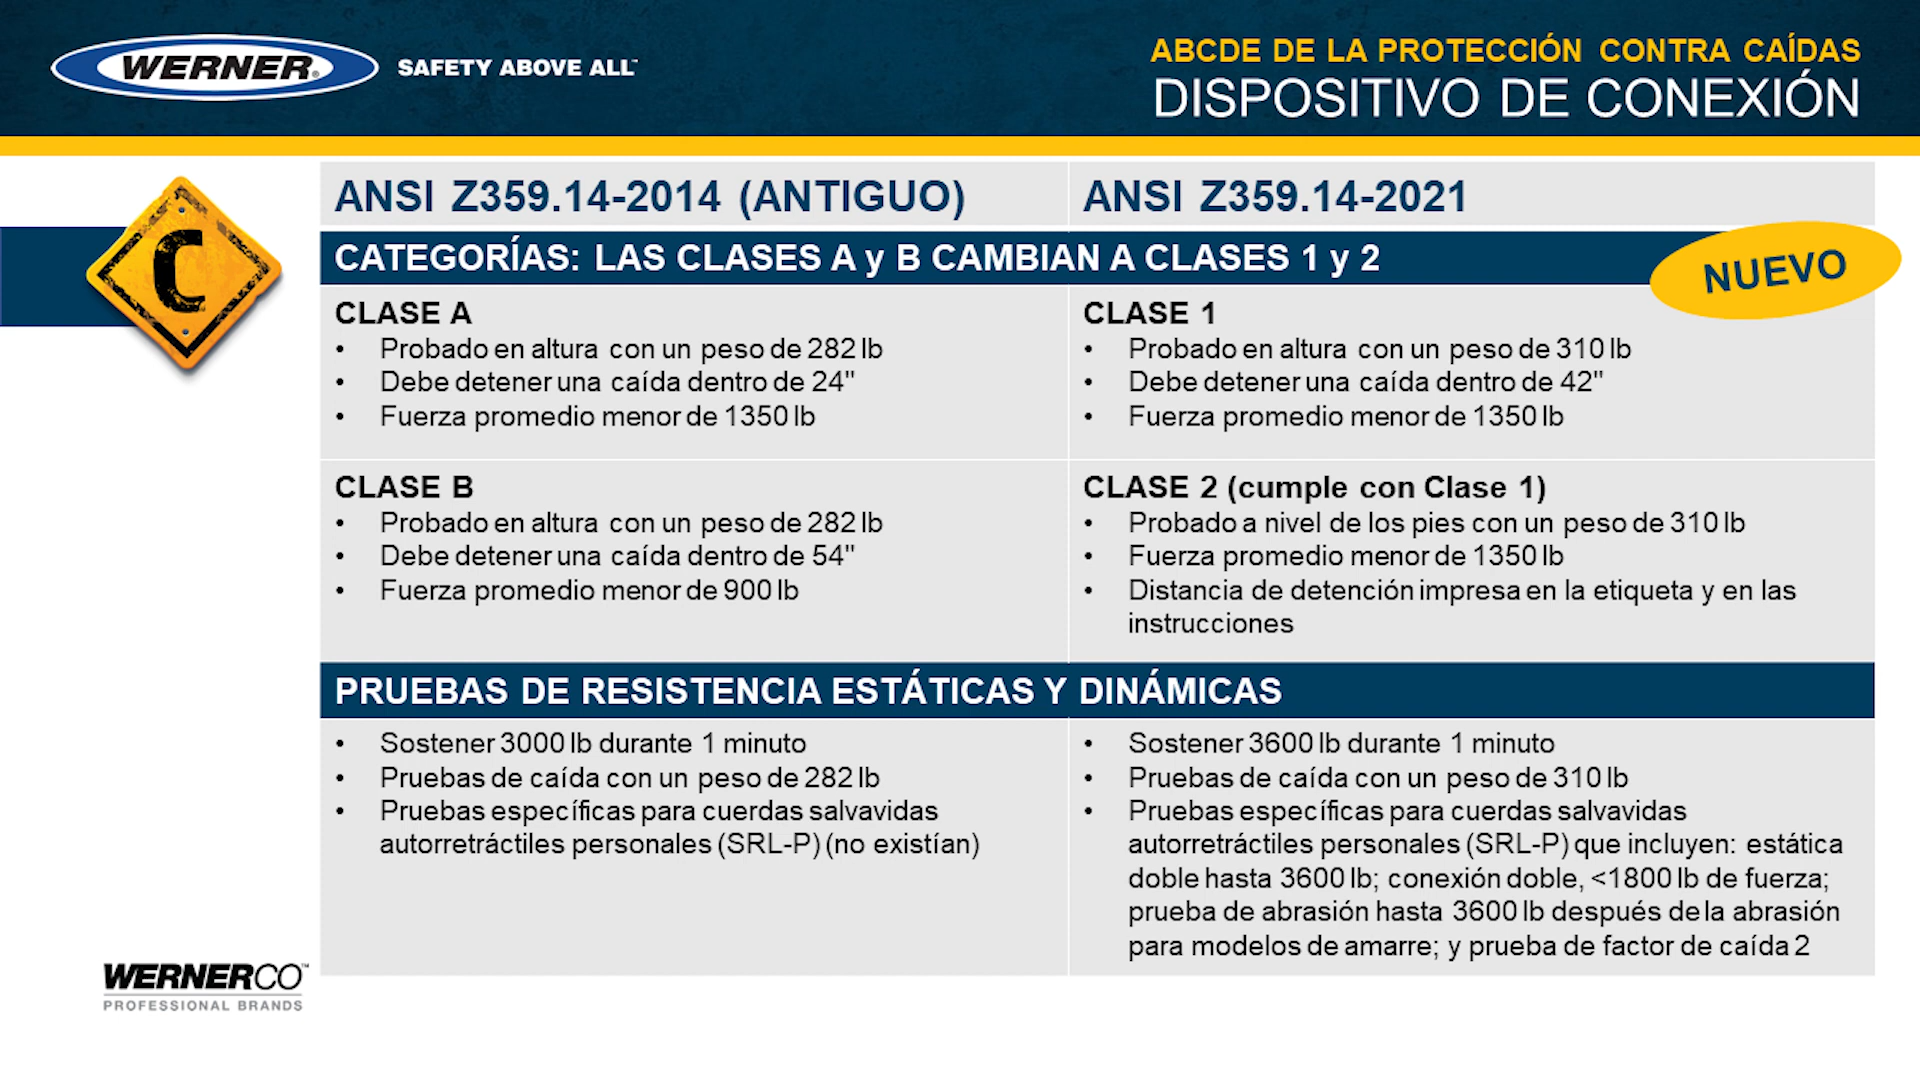 WERNER®
SAFETY ABOVE ALL™
ABCDE DE LA PROTECCIÓN CONTRA CAÍDAS
DISPOSITIVO DE CONEXIÓN
C
ANSI Z359.14-2014 (ANTIGUO)
ANSI Z359.14-2021
CATEGORÍAS: LAS CLASES A y B CAMBIAN A CLASES 1 y 2
NUEVO
CLASE A
• Probado en altura con un peso de 282 lb
• Debe detener una caída dentro de 24"
• Fuerza promedio menor de 1350 lb
CLASE 1
• Probado en altura con un peso de 310 lb
• Debe detener una caída dentro de 42"
• Fuerza promedio menor de 1350 lb
CLASE B
• Probado en altura con un peso de 282 lb
• Debe detener una caída dentro de 54"
• Fuerza promedio menor de 900 lb
CLASE 2 (cumple con Clase 1)
• Probado a nivel de los pies con un peso de 310 lb
• Fuerza promedio menor de 1350 lb
• Distancia de detención impresa en la etiqueta y en las
instrucciones
PRUEBAS DE RESISTENCIA ESTÁTICAS Y DINÁMICAS
• Sostener 3000 lb durante 1 minuto
• Pruebas de caída con un peso de 282 lb
• Pruebas específicas para cuerdas salvavidas
autorretráctiles personales (SRL-P) (no existían)
• Sostener 3600 lb durante 1 minuto
• Pruebas de caída con un peso de 310 lb
• Pruebas específicas para cuerdas salvavidas
autorretráctiles personales (SRL-P) que incluyen: estática
doble hasta 3600 lb; conexión doble, <1800 lb de fuerza;
prueba de abrasión hasta 3600 lb después de la abrasión
para modelos de amarre; y prueba de factor de caída 2
WERNERCO™
PROFESSIONAL BRANDS